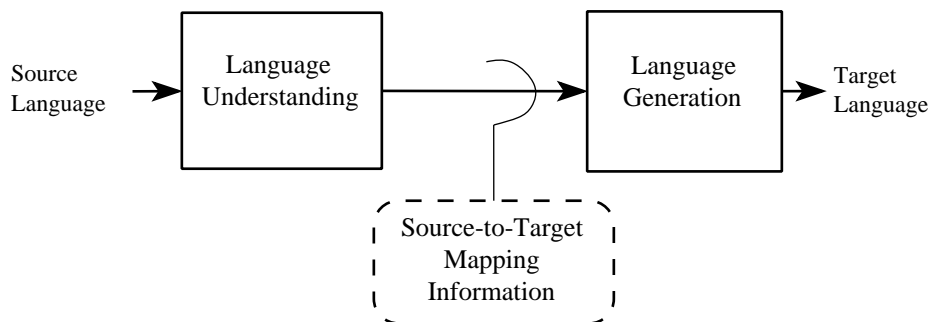 Source
Language
Language
Understanding
Source-to-Target
Mapping
Information
Language
Generation
Target
Language